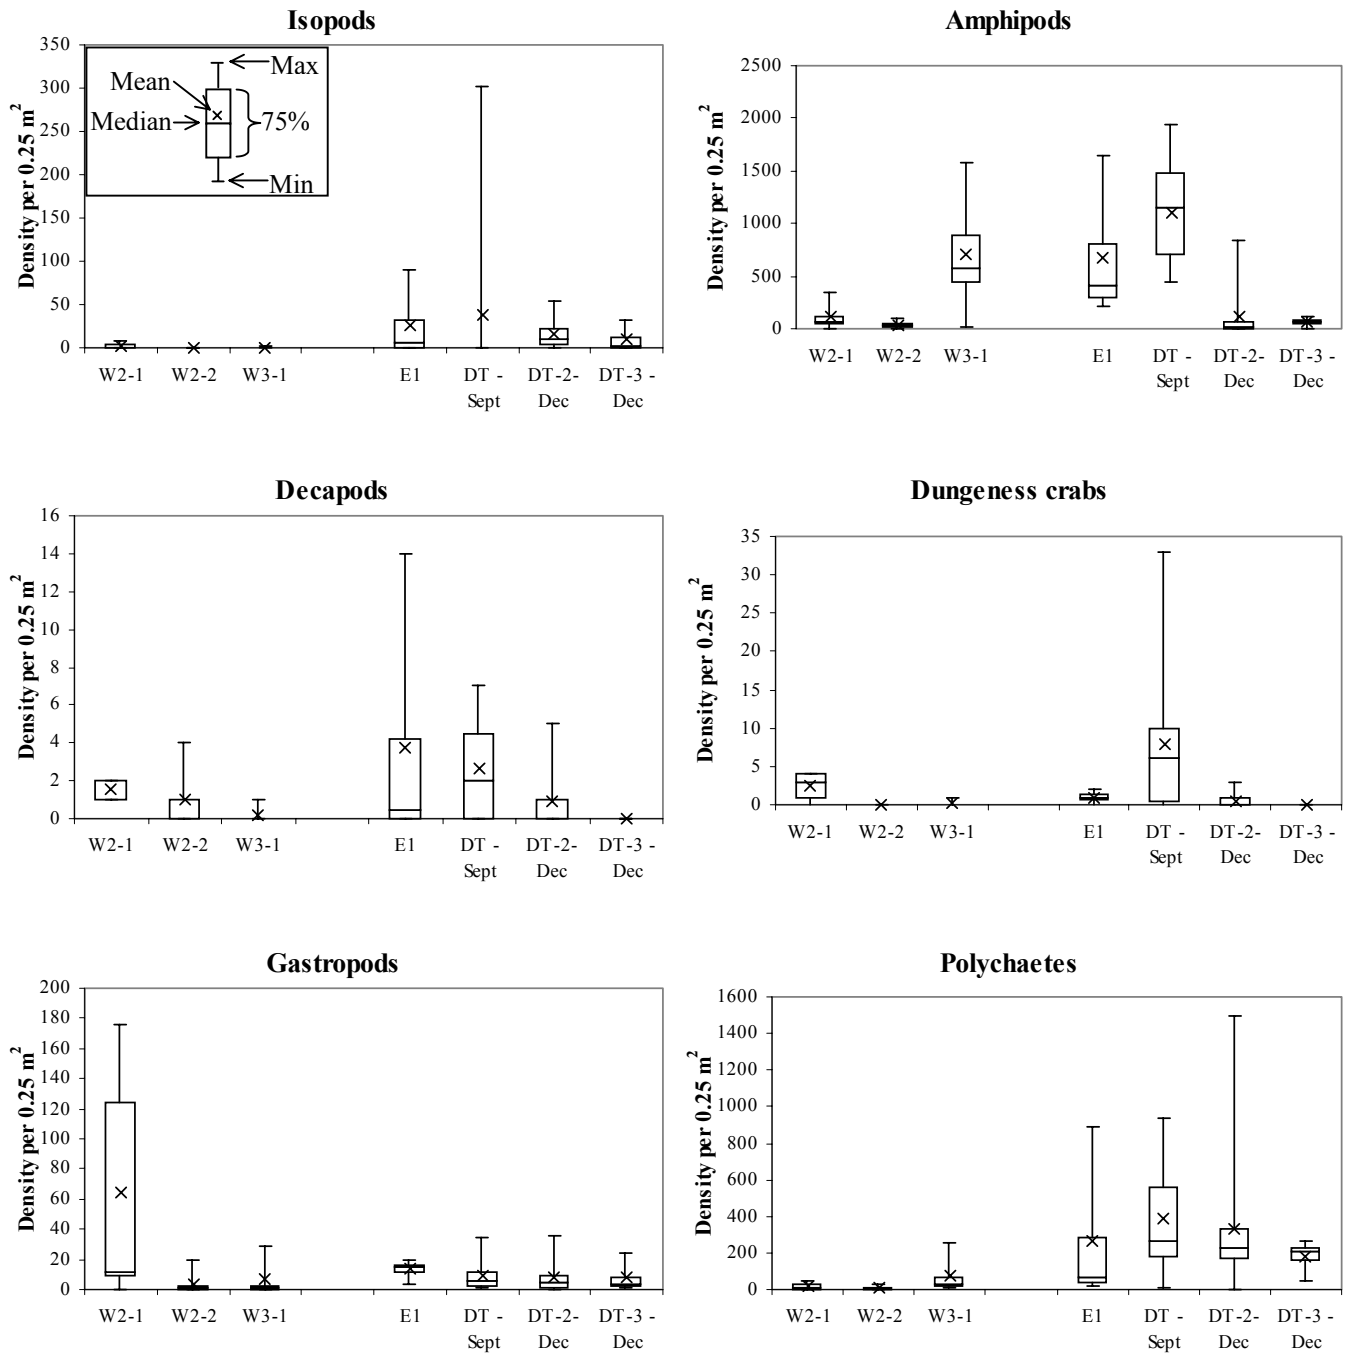 Isopods
Density per 0.25 m²
350
300
250
200
150
100
50
0
Max
Mean
Median
75%
Min
W2-1 W2-2 W3-1 E1 DT - Sept DT-2- Dec DT-3 - Dec
Amphipods
Density per 0.25 m²
2500
2000
1500
1000
500
0
W2-1 W2-2 W3-1 E1 DT - Sept DT-2- Dec DT-3 - Dec
Decapods
Density per 0.25 m²
16
14
12
10
8
6
4
2
0
W2-1 W2-2 W3-1 E1 DT - Sept DT-2- Dec DT-3 - Dec
Dungeness crabs
Density per 0.25 m²
35
30
25
20
15
10
5
0
W2-1 W2-2 W3-1 E1 DT - Sept DT-2- Dec DT-3 - Dec
Gastropods
Density per 0.25 m²
200
180
160
140
120
100
80
60
40
20
0
W2-1 W2-2 W3-1 E1 DT - Sept DT-2- Dec DT-3 - Dec
Polychaetes
Density per 0.25 m²
1600
1400
1200
1000
800
600
400
200
0
W2-1 W2-2 W3-1 E1 DT - Sept DT-2- Dec DT-3 - Dec